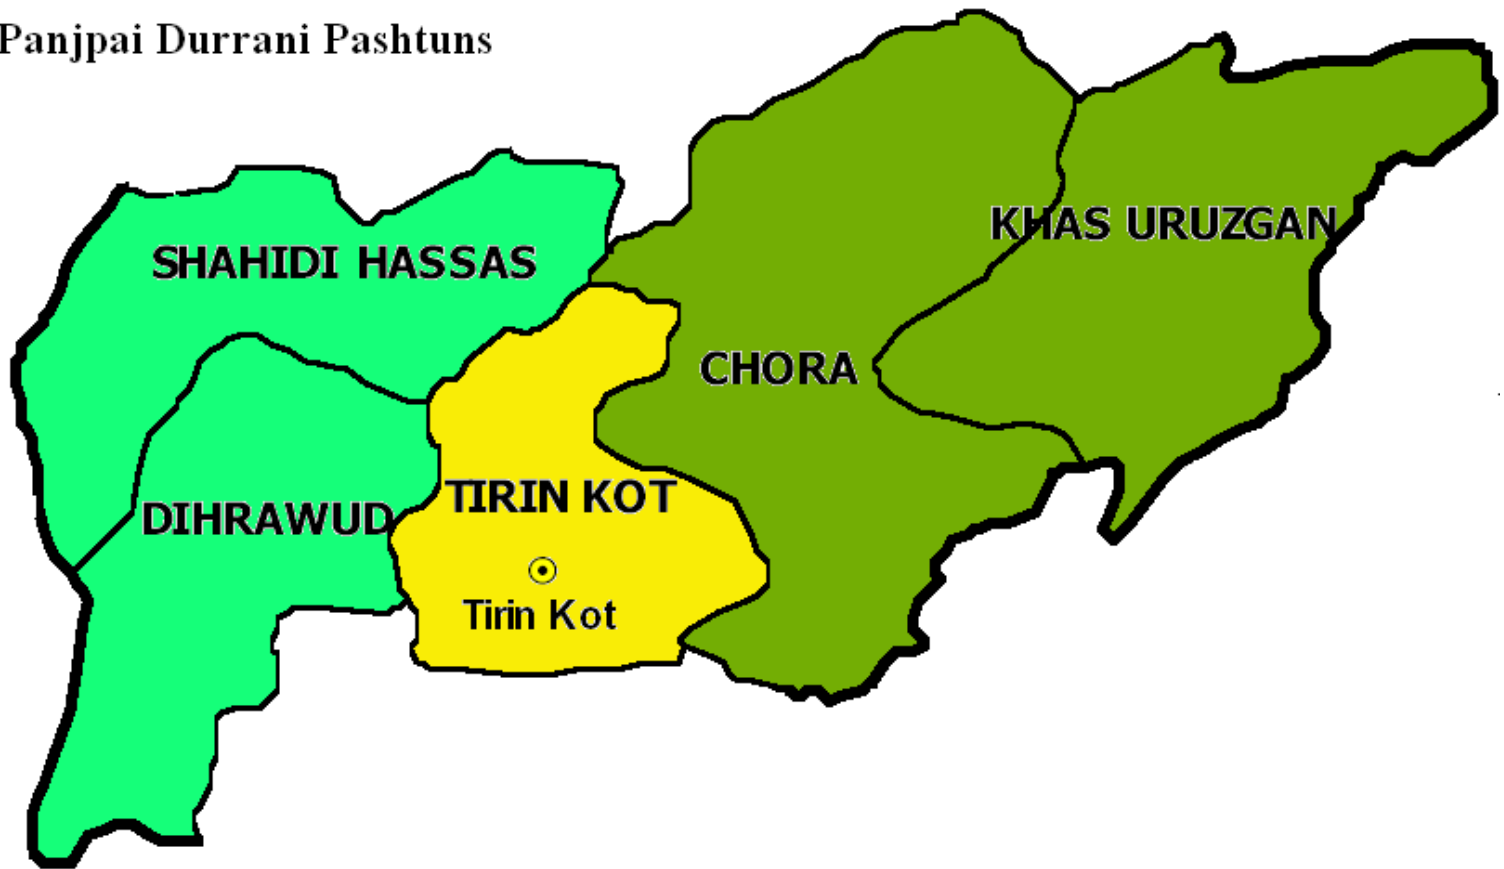 Panjpai Durrani Pashtuns
KHAS URUZGAN
SHAHIDI HASSAS
CHORA
TIRIN KOT
DIHRAWUD
Tirin Kot